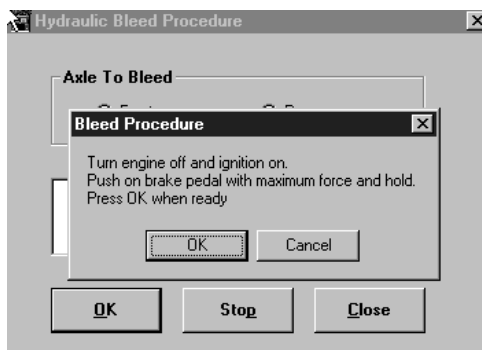 Hydraulic Bleed Procedure
Axle To Bleed
Bleed Procedure
Turn engine off and ignition on.
Push on brake pedal with maximum force and hold.
Press OK when ready
OK
Cancel
OK
Stop
Close